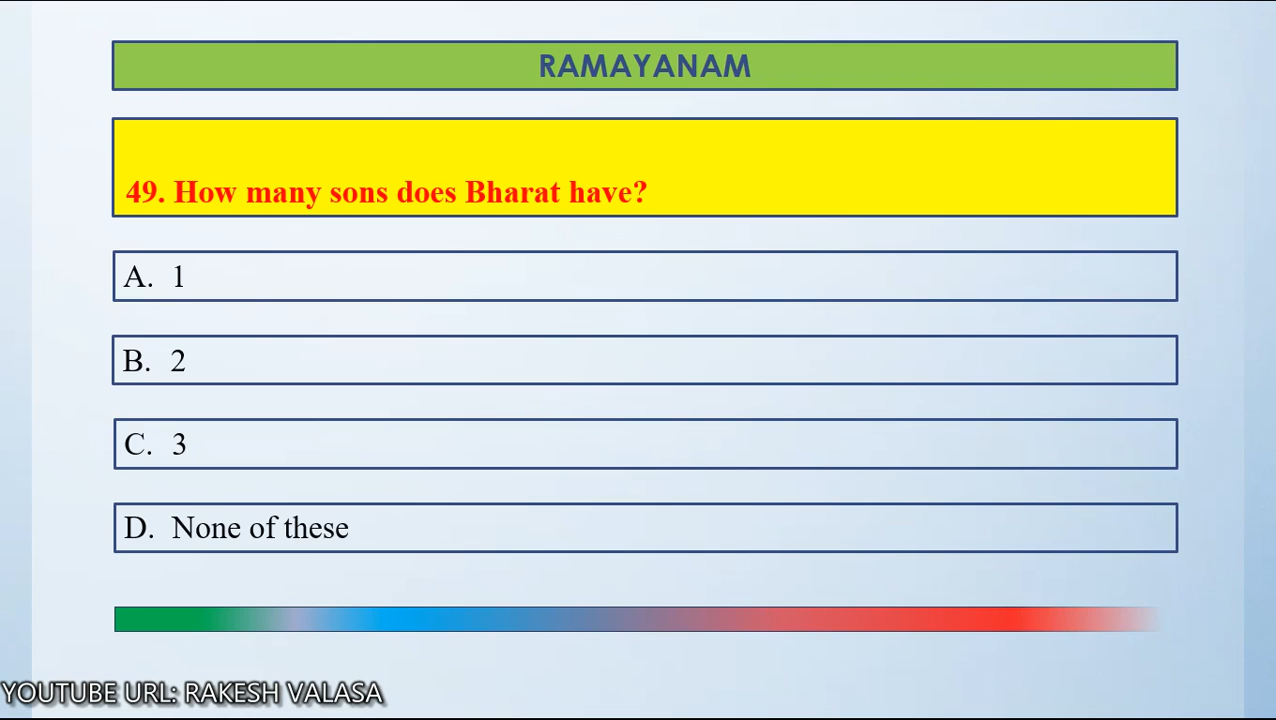 RAMAYANAM
49. How many sons does Bharat have?
A. 1
B. 2
C. 3
D. None of these
YOUTUBE URL: RAKESH VALASA